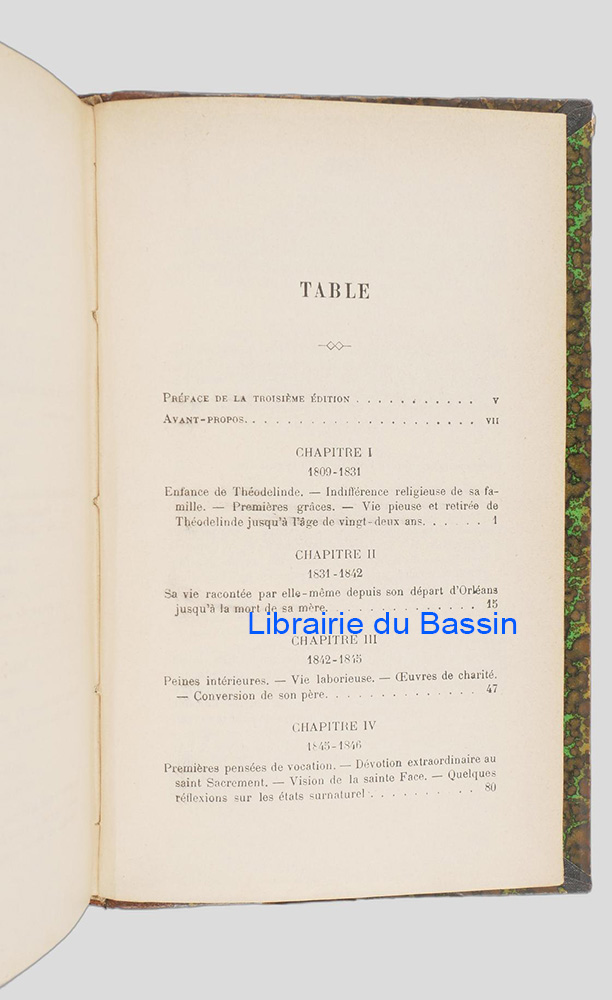 TABLE
PRÉFACE DE LA TROISIÈME ÉDITION . . . . . . . . . . . V
AVANT-PROPOS. . . . . . . . . . . . . . . . . . . . . VII
CHAPITRE I
1809-1831
Enfance de Théodelinde. — Indifférence religieuse de sa fa-
mille. — Premières grâces. — Vie pieuse et retirée de
Théodelinde jusqu'à l'âge de vingt-deux ans. . . . . . 1
CHAPITRE II
1831-1842
Sa vie racontée par elle-même depuis son départ d'Orléans
jusqu'à la mort de sa mère. . . . . . . . . . . . . . 15
Librairie du Bassin
CHAPITRE III
1842-1845
Peines intérieures. — Vie laborieuse. — Œuvres de charité.
— Conversion de son père. . . . . . . . . . . . . . 47
CHAPITRE IV
1845-1846
Premières pensées de vocation. — Dévotion extraordinaire au
saint Sacrement. — Vision de la sainte Face. — Quelques
réflexions sur les états surnaturel . . . . . . . . . . 80